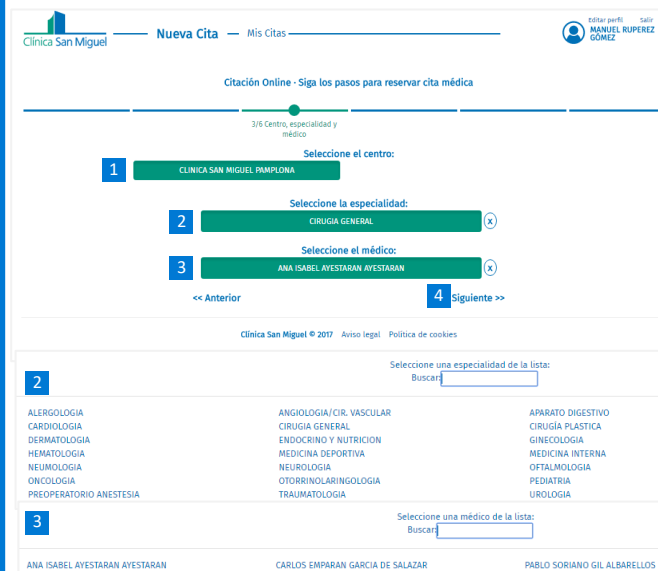 Clínica San Miguel
Nueva Cita
Mis Citas
Editar perfil Salir
MANUEL RUPEREZ
GÓMEZ
Citación Online - Siga los pasos para reservar cita médica
3/6 Centro, especialidad y
médico
Seleccione el centro:
1 CLINICA SAN MIGUEL PAMPLONA
Seleccione la especialidad:
2 CIRUGIA GENERAL x
Seleccione el médico:
3 ANA ISABEL AYESTARAN AYESTARAN x
<< Anterior 4 Siguiente >>
Clínica San Miguel © 2017 Aviso legal Política de cookies
Seleccione una especialidad de la lista:
2 Buscar:
ALERGOLOGIA ANGIOLOGIA/CIR. VASCULAR APARATO DIGESTIVO
CARDIOLOGIA CIRUGIA GENERAL CIRUGÍA PLASTICA
DERMATOLOGIA ENDOCRINO Y NUTRICION GINECOLOGIA
HEMATOLOGIA MEDICINA DEPORTIVA MEDICINA INTERNA
NEUMOLOGIA NEUROLOGIA OFTALMOLOGIA
ONCOLOGIA OTORRINOLARINGOLOGIA PEDIATRIA
PREOPERATORIO ANESTESIA TRAUMATOLOGIA UROLOGIA
Seleccione una médico de la lista:
3 Buscar:
ANA ISABEL AYESTARAN AYESTARAN CARLOS EMPARAN GARCIA DE SALAZAR PABLO SORIANO GIL ALBARELLOS